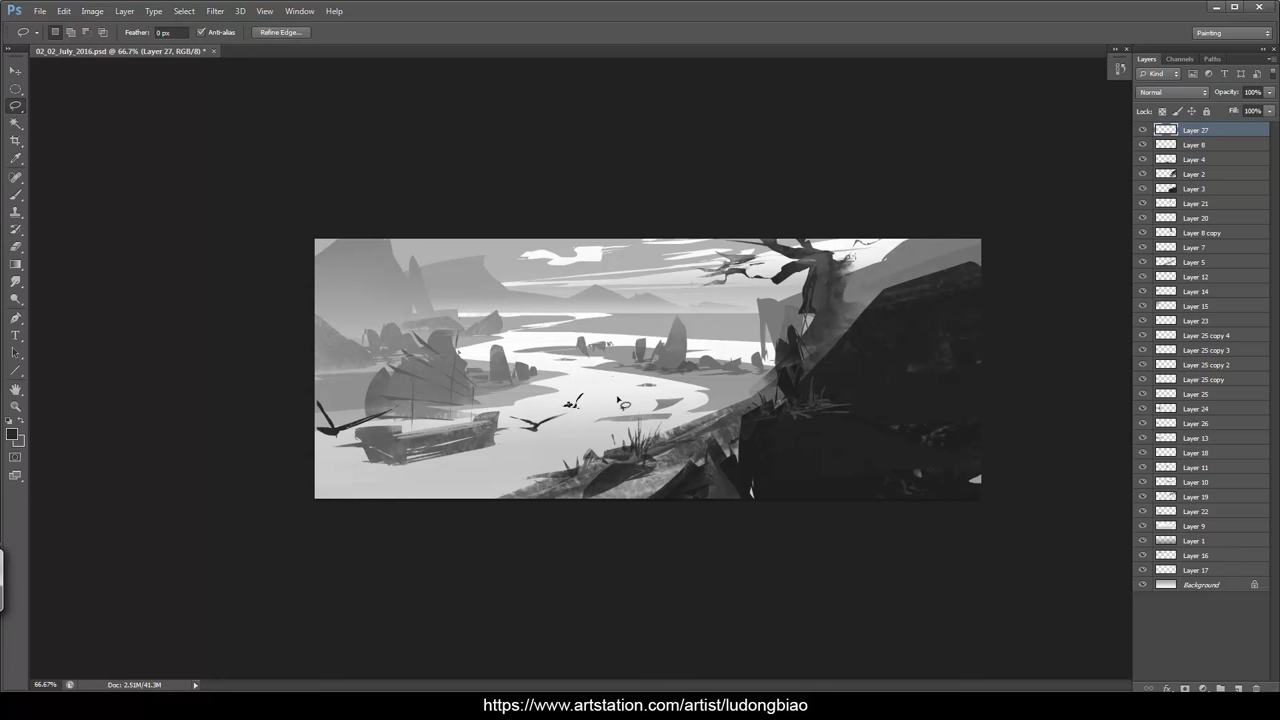 Ps File Edit Image Layer Type Select Filter 3D View Window Help
Feather: 0 px Anti-alias Refine Edge... Painting
02_02_July_2016.psd @ 66.7% (Layer 27, RGB/8) * ×
Layers Channels Paths
Kind
Normal Opacity: 100%
Lock: Fill: 100%
Layer 27
Layer 8
Layer 4
Layer 2
Layer 3
Layer 21
Layer 20
Layer 8 copy
Layer 7
Layer 5
Layer 12
Layer 14
Layer 15
Layer 23
Layer 25 copy 4
Layer 25 copy 3
Layer 25 copy 2
Layer 25 copy
Layer 25
Layer 24
Layer 26
Layer 13
Layer 18
Layer 11
Layer 10
Layer 19
Layer 22
Layer 9
Layer 1
Layer 16
Layer 17
Background
66.67% Doc: 2.51M/41.3M
https://www.artstation.com/artist/ludongbiao